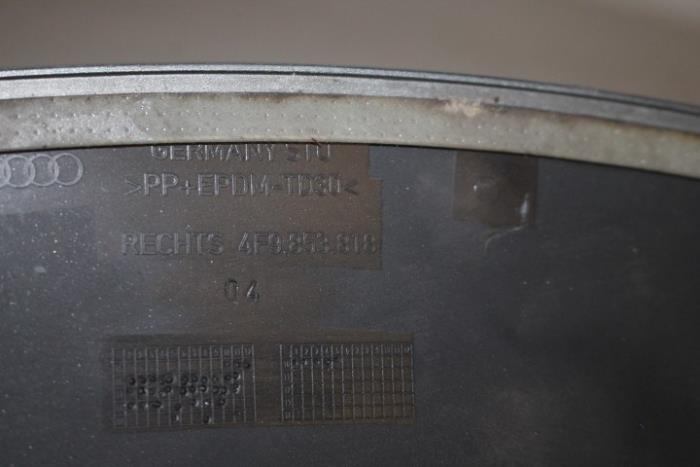 GERMANY
>PP+EPDM-TD30<
RECHTS 4F9.853.818
04